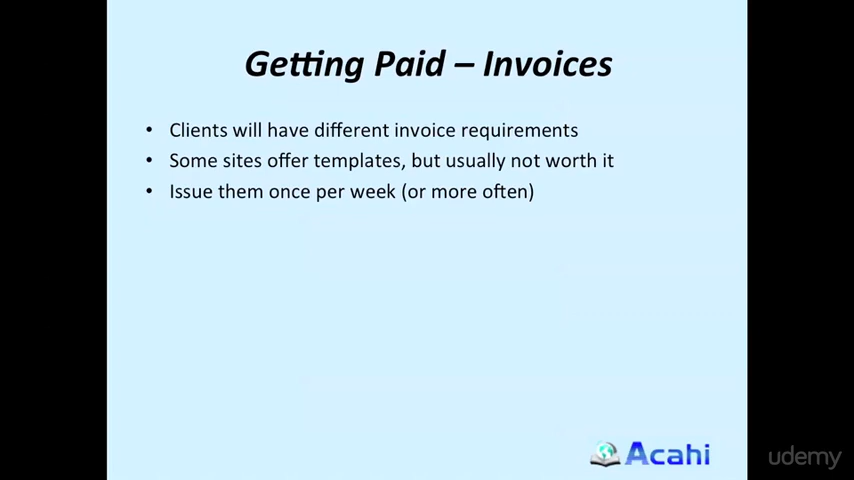 Getting Paid – Invoices
• Clients will have different invoice requirements
• Some sites offer templates, but usually not worth it
• Issue them once per week (or more often)
Acahi
udemy